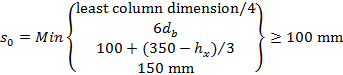 least column dimension/4
6d_b
s_0 = Min { 100 + (350 − h_x)/3 } ≥ 100 mm
150 mm